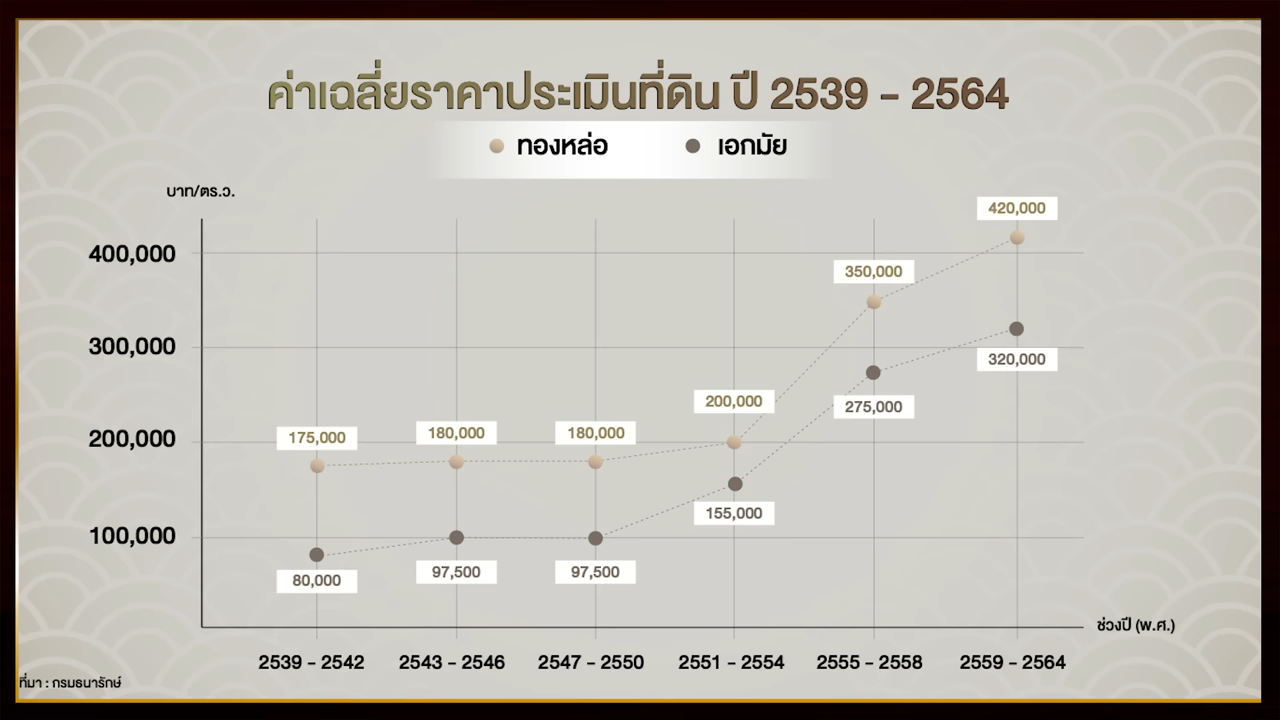 ค่าเฉลี่ยราคาประเมินที่ดิน ปี 2539 - 2564
ทองหล่อ เอกมัย
บาท/ตร.ว.
420,000
400,000
350,000
300,000
320,000
275,000
200,000
200,000
175,000 180,000 180,000
155,000
100,000
80,000 97,500 97,500
ช่วงปี (พ.ศ.)
2539 - 2542 2543 - 2546 2547 - 2550 2551 - 2554 2555 - 2558 2559 - 2564
ที่มา : กรมธนารักษ์